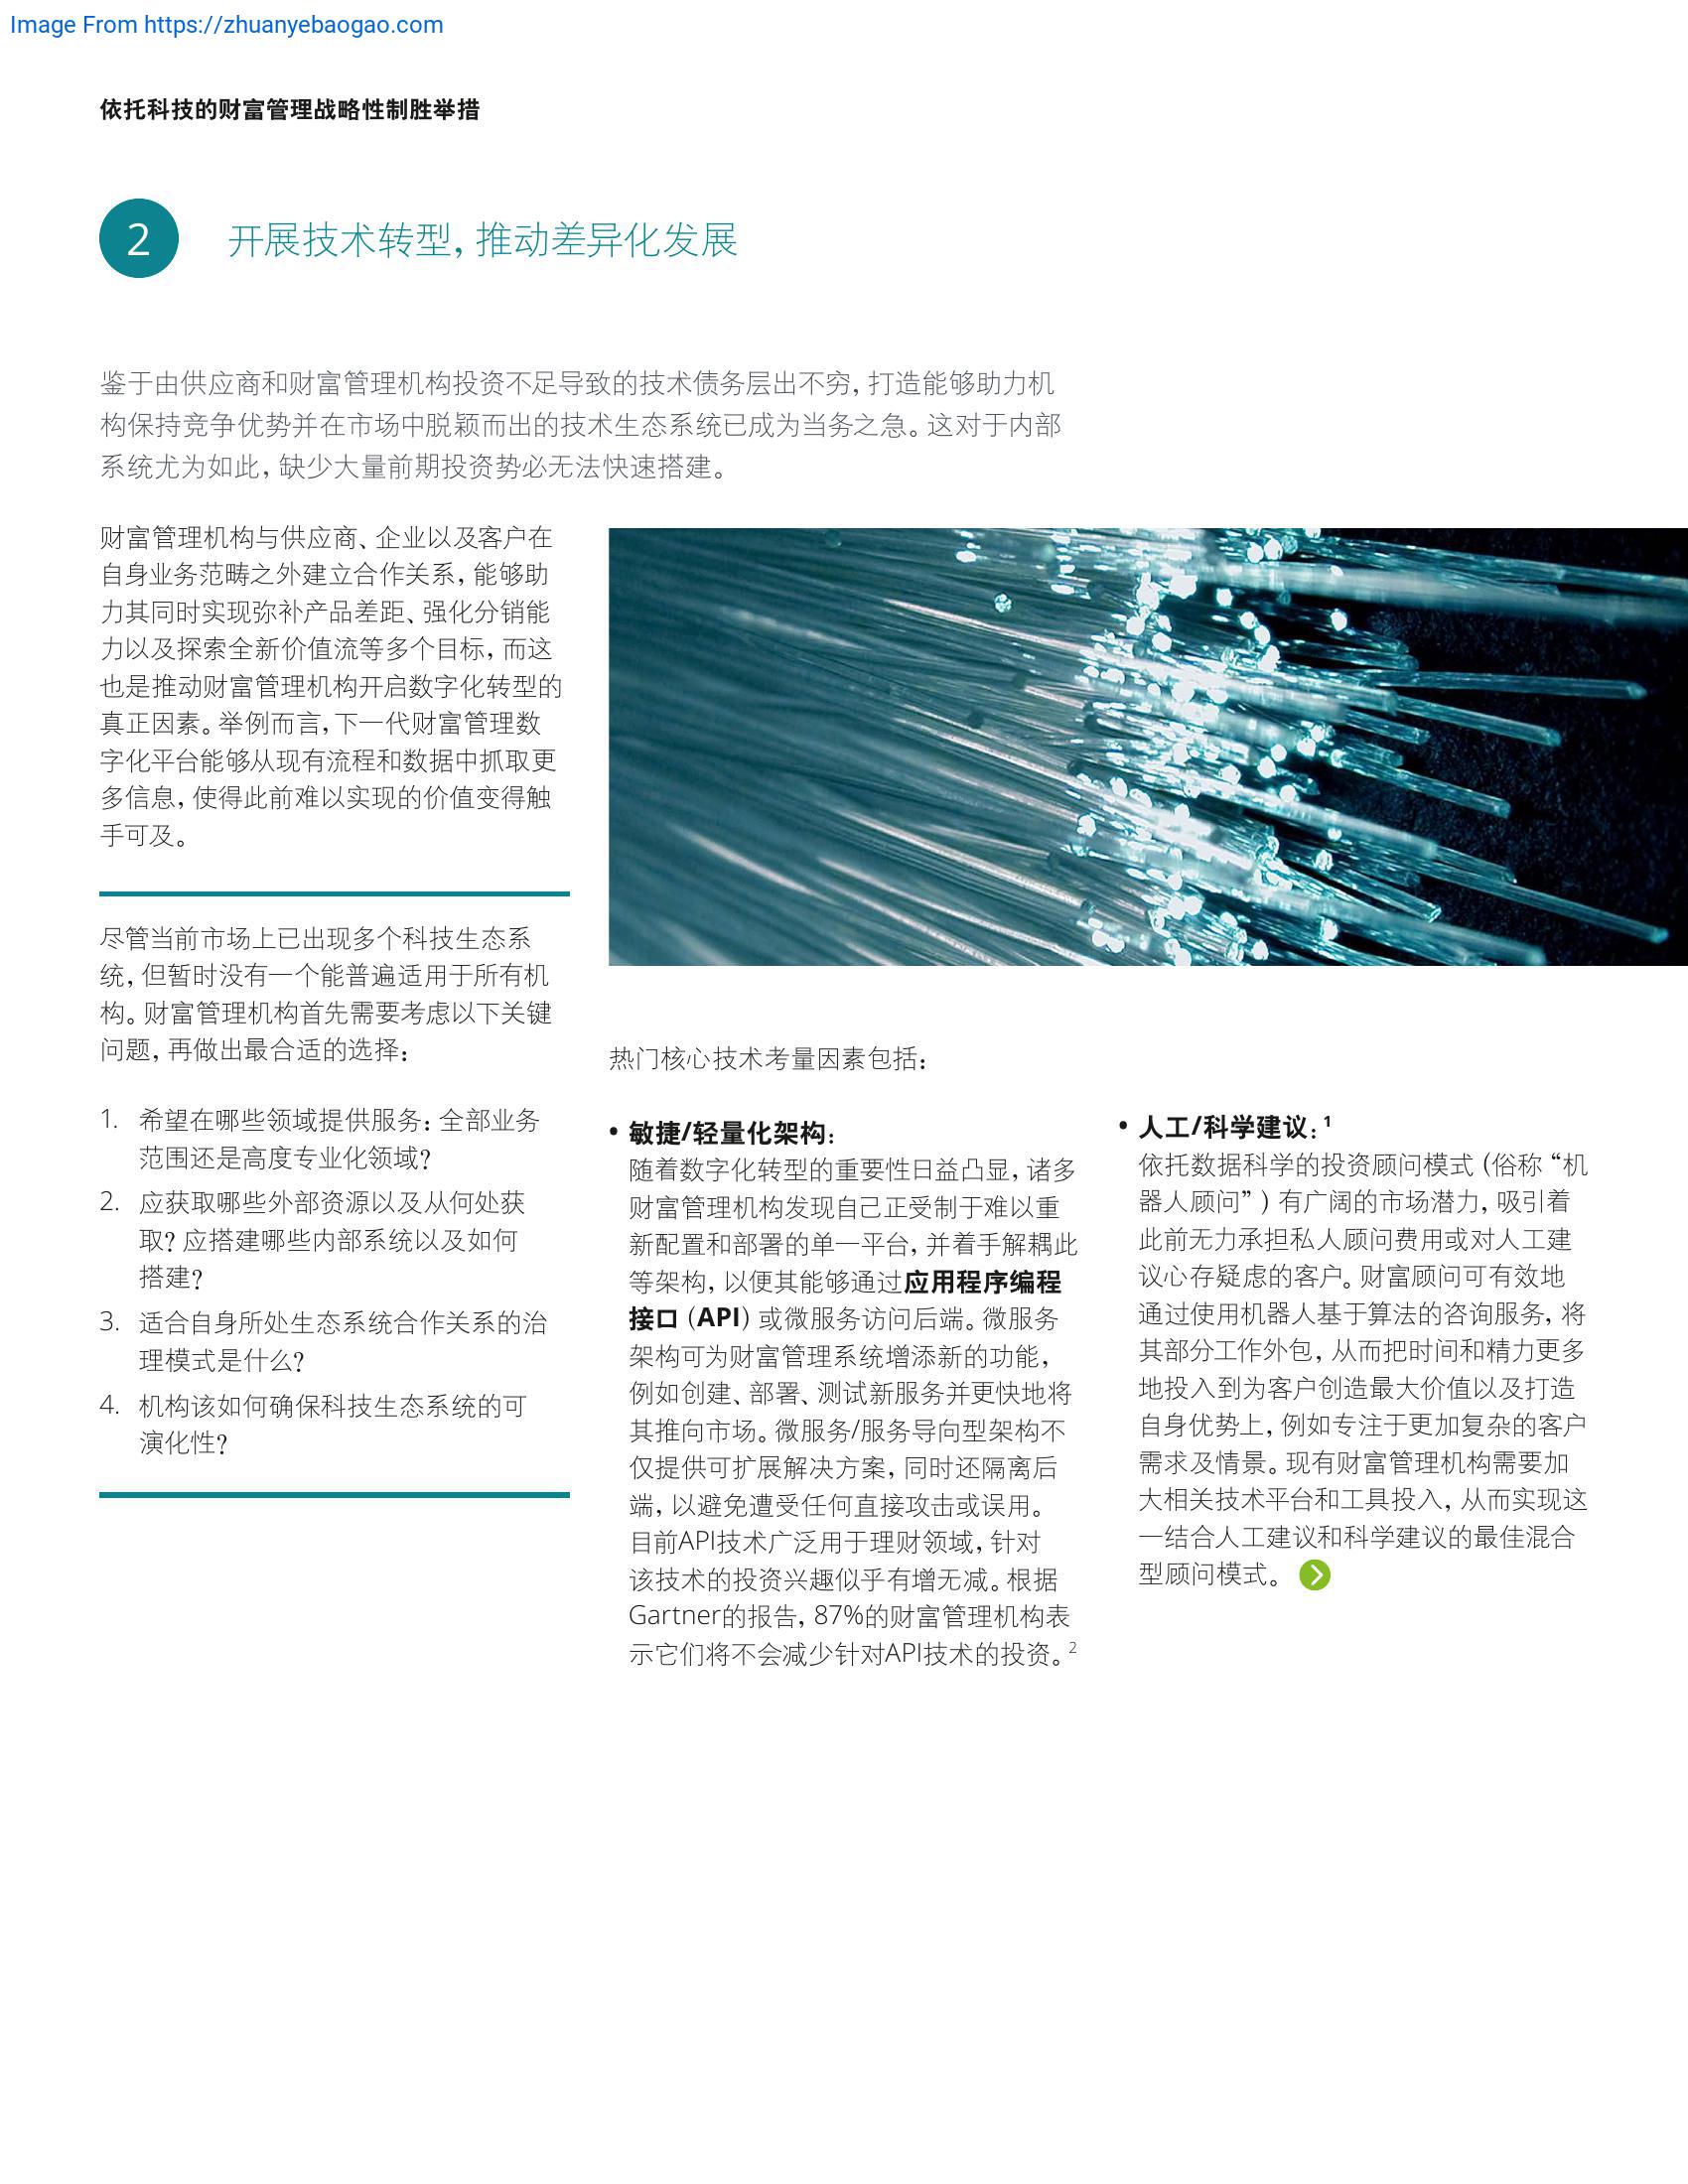 Image From https://zhuanyebaogao.com
依托科技的财富管理战略性制胜举措
2
开展技术转型，推动差异化发展
鉴于由供应商和财富管理机构投资不足导致的技术债务层出不穷，打造能够助力机
构保持竞争优势并在市场中脱颖而出的技术生态系统已成为当务之急。这对于内部
系统尤为如此，缺少大量前期投资势必无法快速搭建。
财富管理机构与供应商、企业以及客户在
自身业务范畴之外建立合作关系，能够助
力其同时实现弥补产品差距、强化分销能
力以及探索全新价值流等多个目标，而这
也是推动财富管理机构开启数字化转型的
真正因素。举例而言，下一代财富管理数
字化平台能够从现有流程和数据中抓取更
多信息，使得此前难以实现的价值变得触
手可及。
尽管当前市场上已出现多个科技生态系
统，但暂时没有一个能普遍适用于所有机
构。财富管理机构首先需要考虑以下关键
问题，再做出最合适的选择：
1. 希望在哪些领域提供服务：全部业务
范围还是高度专业化领域？
2. 应获取哪些外部资源以及从何处获
取？应搭建哪些内部系统以及如何
搭建？
3. 适合自身所处生态系统合作关系的治
理模式是什么？
4. 机构该如何确保科技生态系统的可
演化性？
热门核心技术考量因素包括：
• 敏捷/轻量化架构：
随着数字化转型的重要性日益凸显，诸多
财富管理机构发现自己正受制于难以重
新配置和部署的单一平台，并着手解耦此
等架构，以便其能够通过应用程序编程
接口（API）或微服务访问后端。微服务
架构可为财富管理系统增添新的功能，
例如创建、部署、测试新服务并更快地将
其推向市场。微服务/服务导向型架构不
仅提供可扩展解决方案，同时还隔离后
端，以避免遭受任何直接攻击或误用。
目前API技术广泛用于理财领域，针对
该技术的投资兴趣似乎有增无减。根据
Gartner的报告，87%的财富管理机构表
示它们将不会减少针对API技术的投资。2
• 人工/科学建议：1
依托数据科学的投资顾问模式（俗称“机
器人顾问”）有广阔的市场潜力，吸引着
此前无力承担私人顾问费用或对人工建
议心存疑虑的客户。财富顾问可有效地
通过使用机器人基于算法的咨询服务，将
其部分工作外包，从而把时间和精力更多
地投入到为客户创造最大价值以及打造
自身优势上，例如专注于更加复杂的客户
需求及情景。现有财富管理机构需要加
大相关技术平台和工具投入，从而实现这
一结合人工建议和科学建议的最佳混合
型顾问模式。